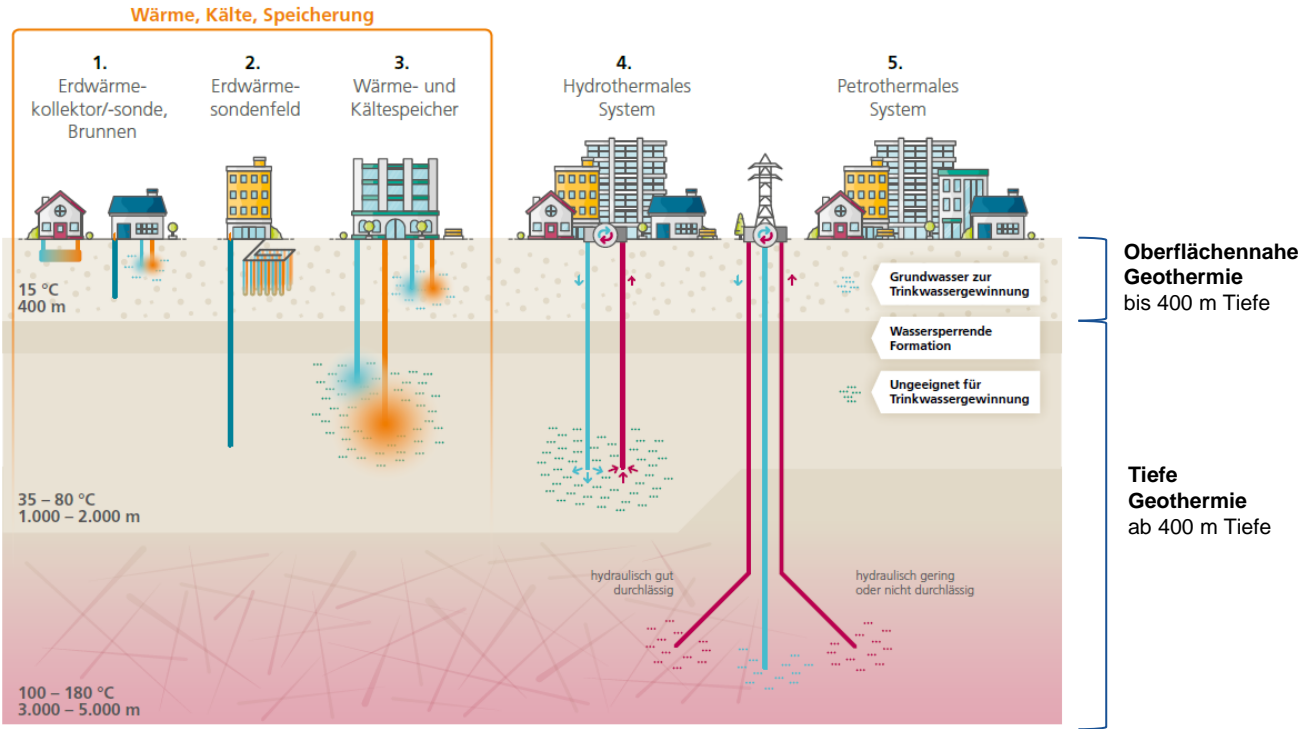 Wärme, Kälte, Speicherung
1.
Erdwärme-
kollektor/-sonde,
Brunnen
2.
Erdwärme-
sondenfeld
3.
Wärme- und
Kältespeicher
4.
Hydrothermales
System
5.
Petrothermales
System
15 °C
400 m
Grundwasser zur
Trinkwassergewinnung
Wassersperrende
Formation
Ungeeignet für
Trinkwassergewinnung
Oberflächennahe
Geothermie
bis 400 m Tiefe
35 – 80 °C
1.000 – 2.000 m
Tiefe
Geothermie
ab 400 m Tiefe
hydraulisch gut
durchlässig
hydraulisch gering
oder nicht durchlässig
100 – 180 °C
3.000 – 5.000 m